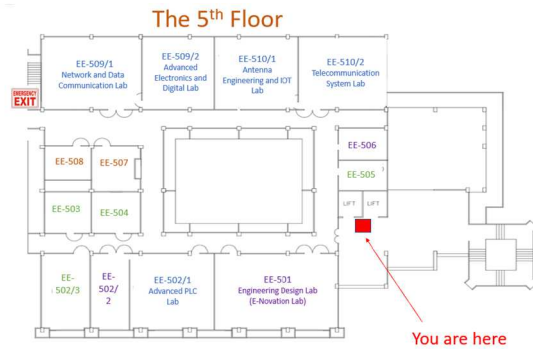 The 5th Floor
EE-509/1
Network and Data
Communication Lab
EE-509/2
Advanced
Electronics and
Digital Lab
EE-510/1
Antenna
Engineering and IOT
Lab
EE-510/2
Telecommunication
System Lab
EMERGENCY
EXIT
EE-508
EE-507
EE-506
EE-505
EE-503
EE-504
LIFT
LIFT
EE-
502/3
EE-
502/
2
EE-502/1
Advanced PLC
Lab
EE-501
Engineering Design Lab
(E-Novation Lab)
You are here